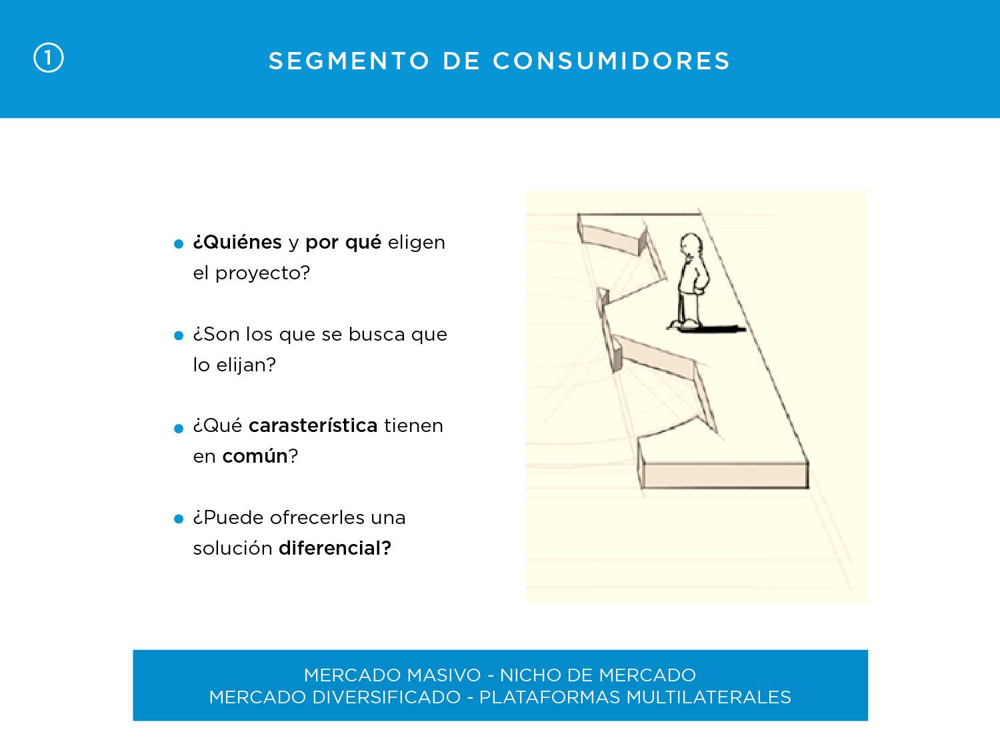 1
SEGMENTO DE CONSUMIDORES
¿Quiénes y por qué eligen
el proyecto?
¿Son los que se busca que
lo elijan?
¿Qué carasterística tienen
en común?
¿Puede ofrecerles una
solución diferencial?
MERCADO MASIVO - NICHO DE MERCADO
MERCADO DIVERSIFICADO - PLATAFORMAS MULTILATERALES